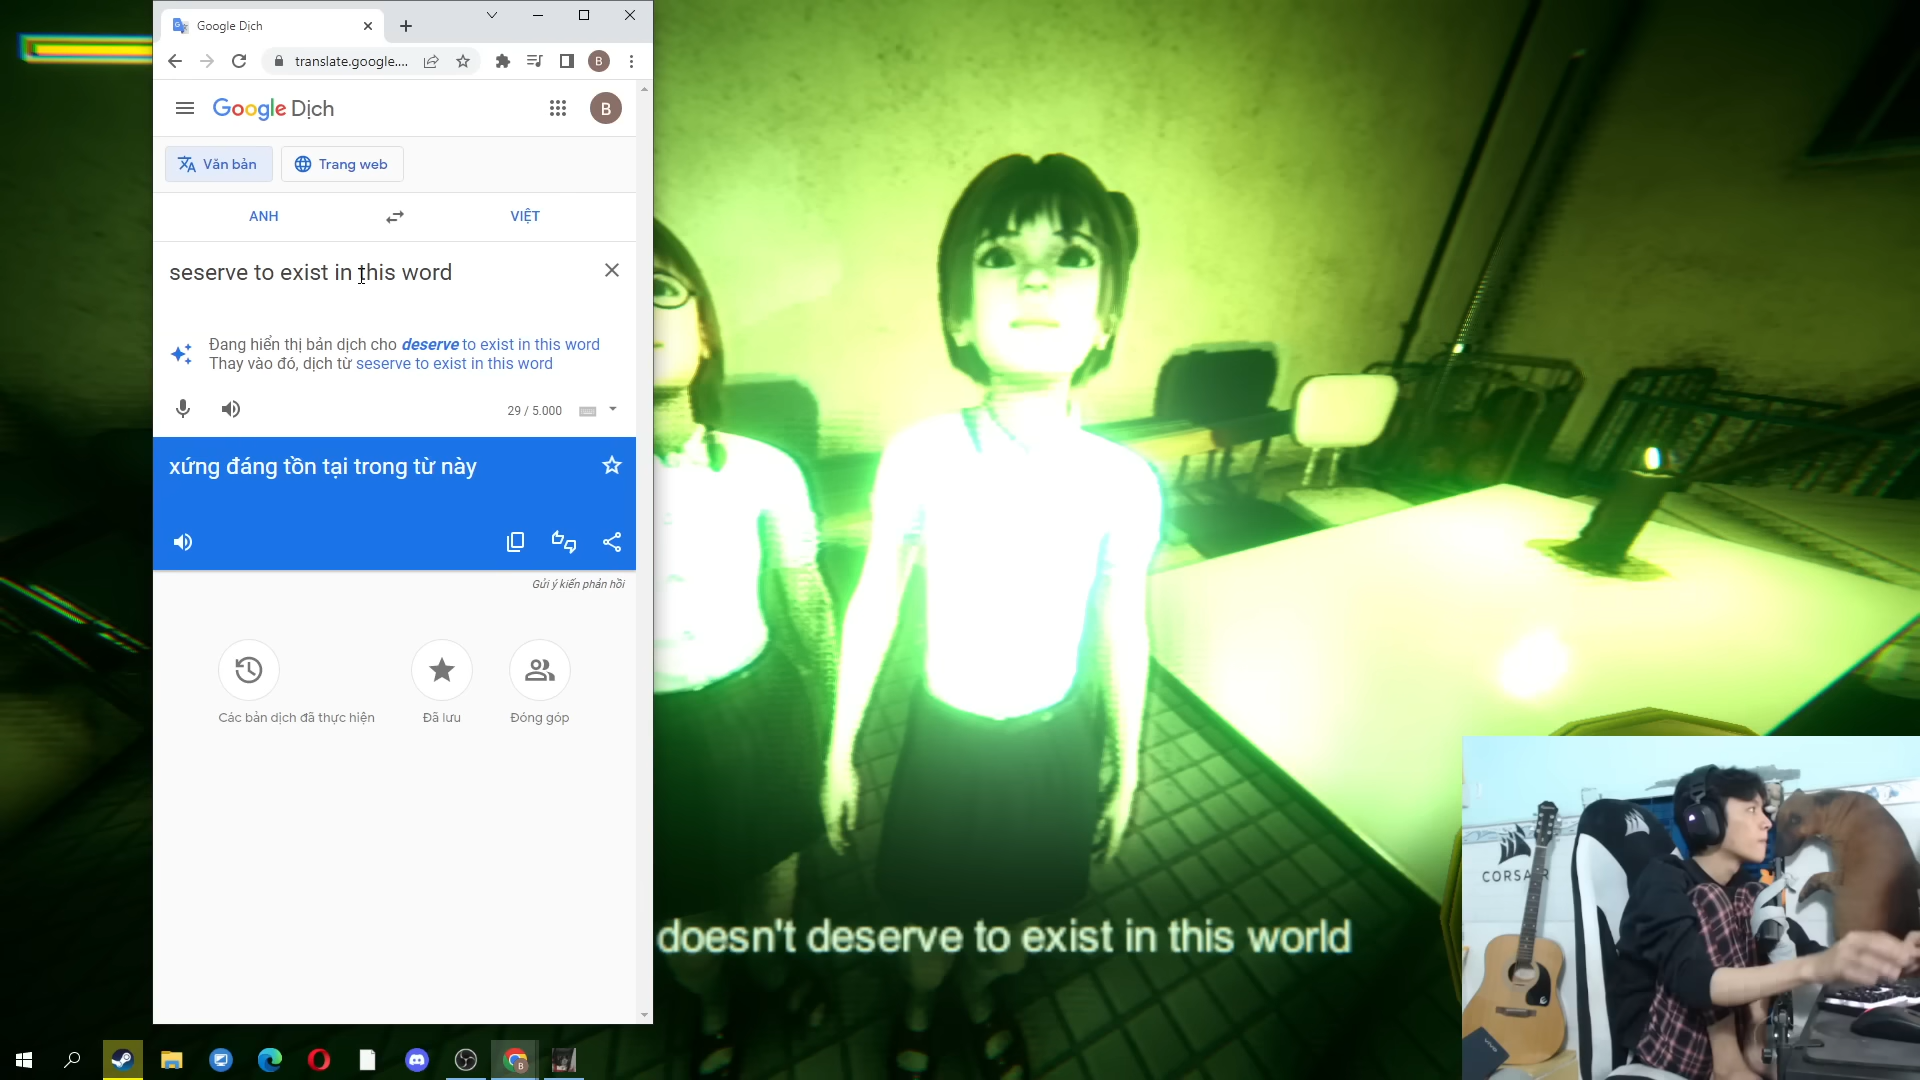 Google Dịch
translate.google....
B
Google Dịch
B
Văn bản
Trang web
ANH
VIỆT
seserve to exist in this word
Đang hiển thị bản dịch cho deserve to exist in this word
Thay vào đó, dịch từ seserve to exist in this word
29 / 5.000
xứng đáng tồn tại trong từ này
Gửi ý kiến phản hồi
Các bản dịch đã thực hiện
Đã lưu
Đóng góp
doesn't deserve to exist in this world
CORSAIR
B